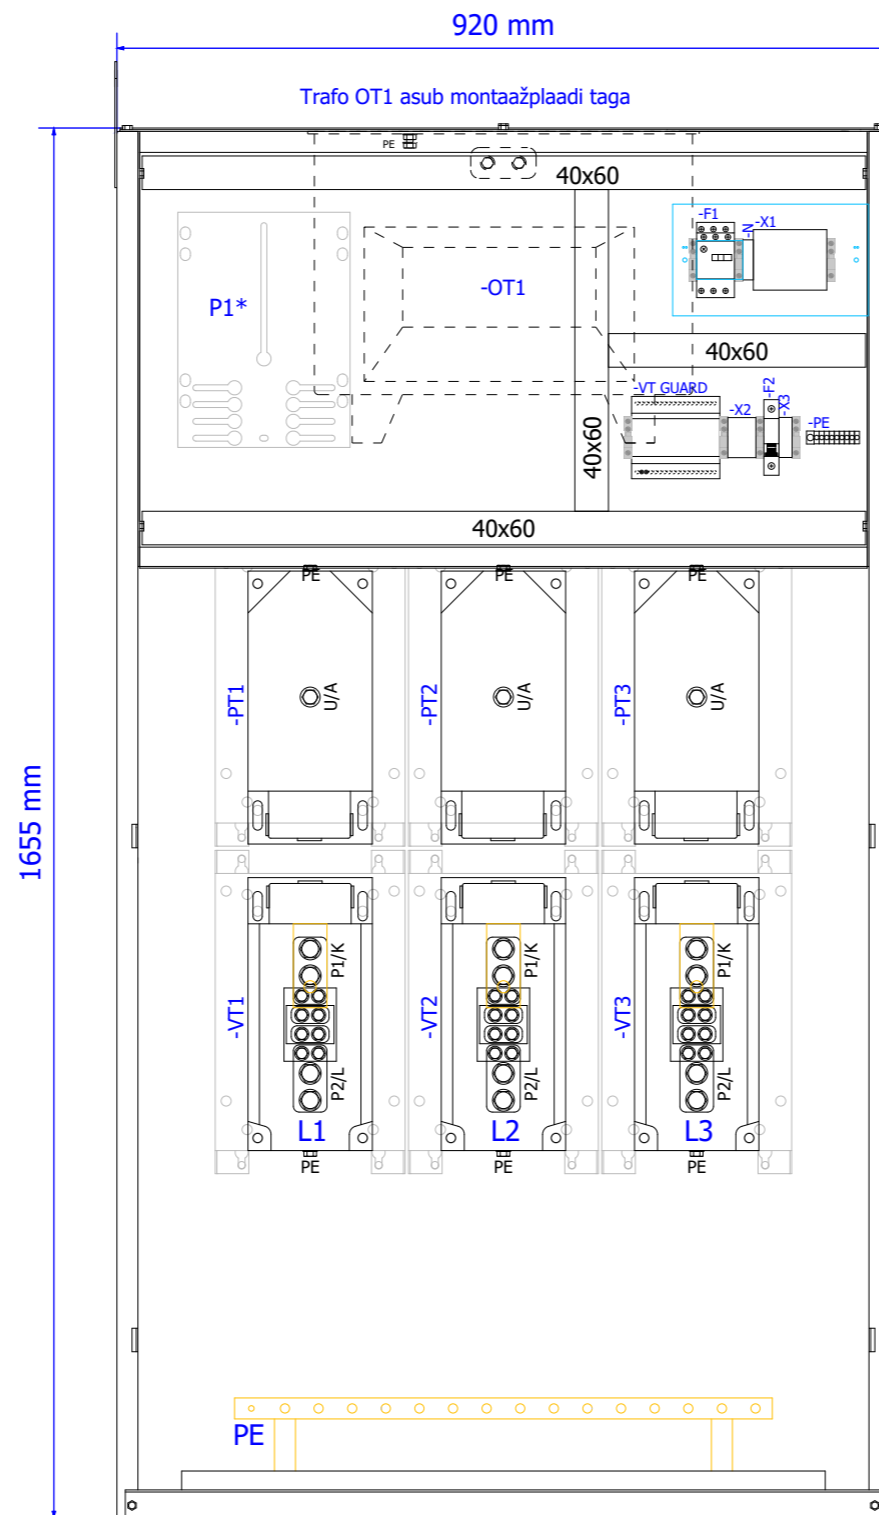 920 mm
Trafo OT1 asub montaažplaadi taga
PE
40x60
-F1
-N
-X1
P1*
-OT1
40x60
-VT GUARD
-X2
-F2
-X3
-PE
40x60
40x60
PE
PE
PE
-PT1
U/A
-PT2
U/A
-PT3
U/A
1655 mm
P1/K
P1/K
P1/K
-VT1
-VT2
-VT3
P2/L
P2/L
P2/L
L1
L2
L3
PE
PE
PE
PE